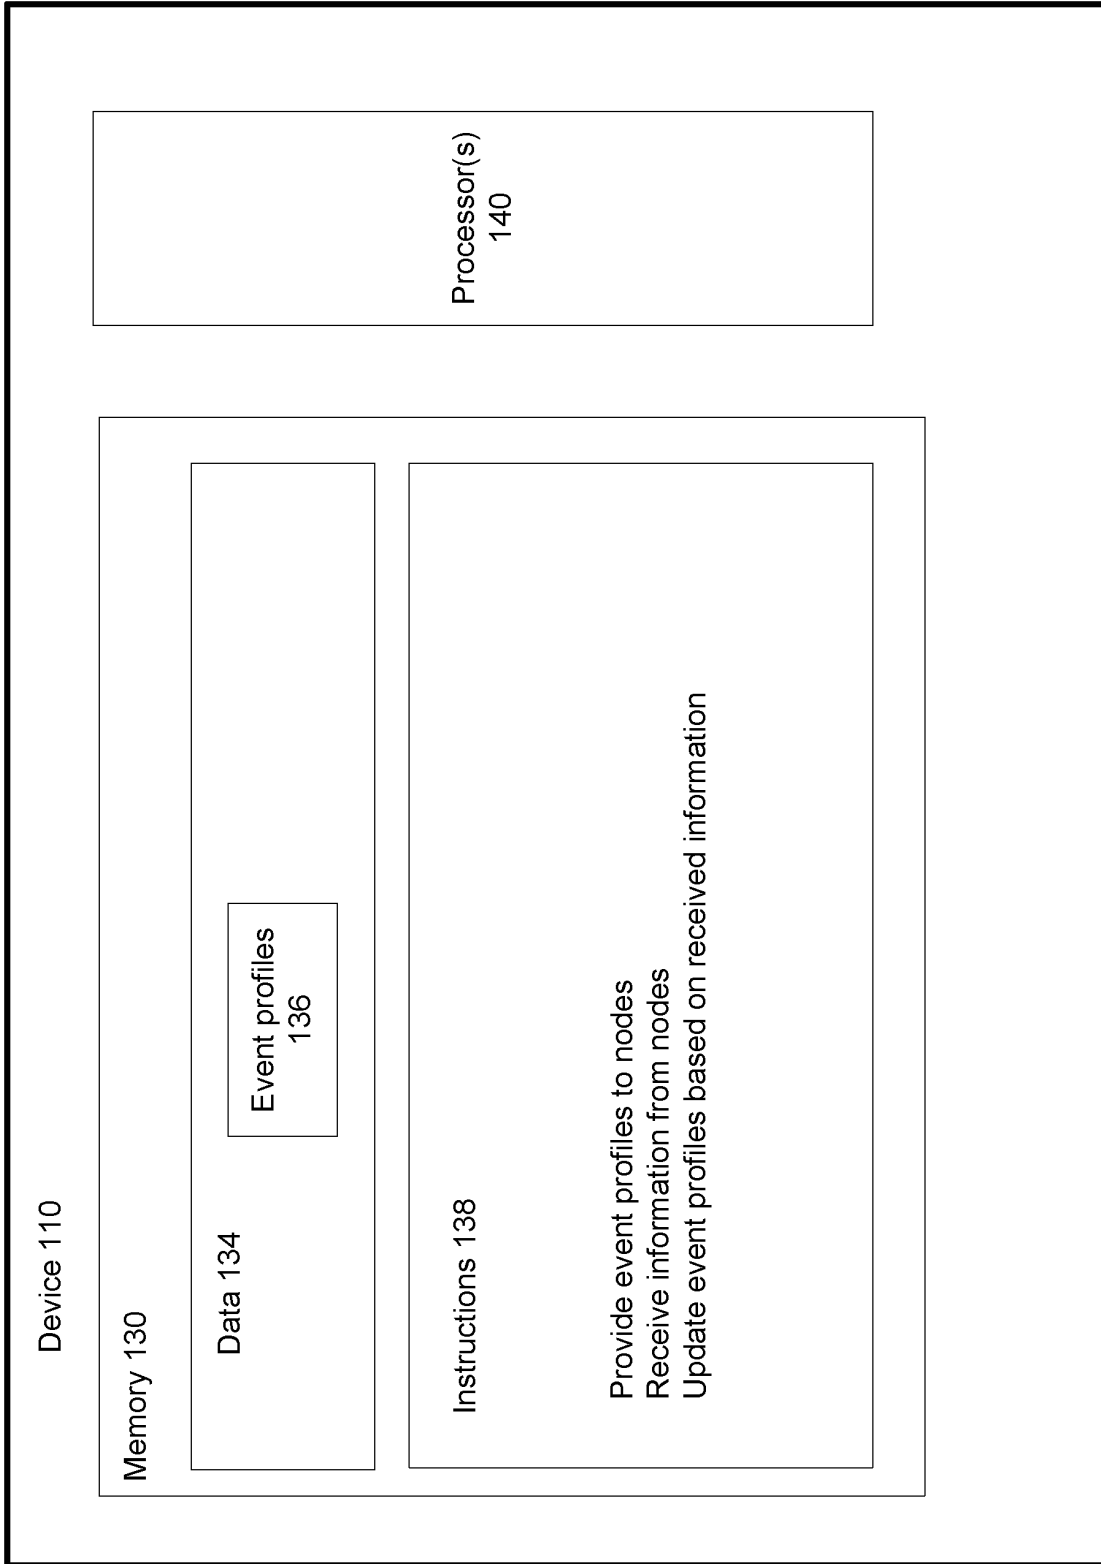 Device 110
Memory 130
Data 134
Event profiles
136
Instructions 138
Provide event profiles to nodes
Receive information from nodes
Update event profiles based on received information
Processor(s)
140